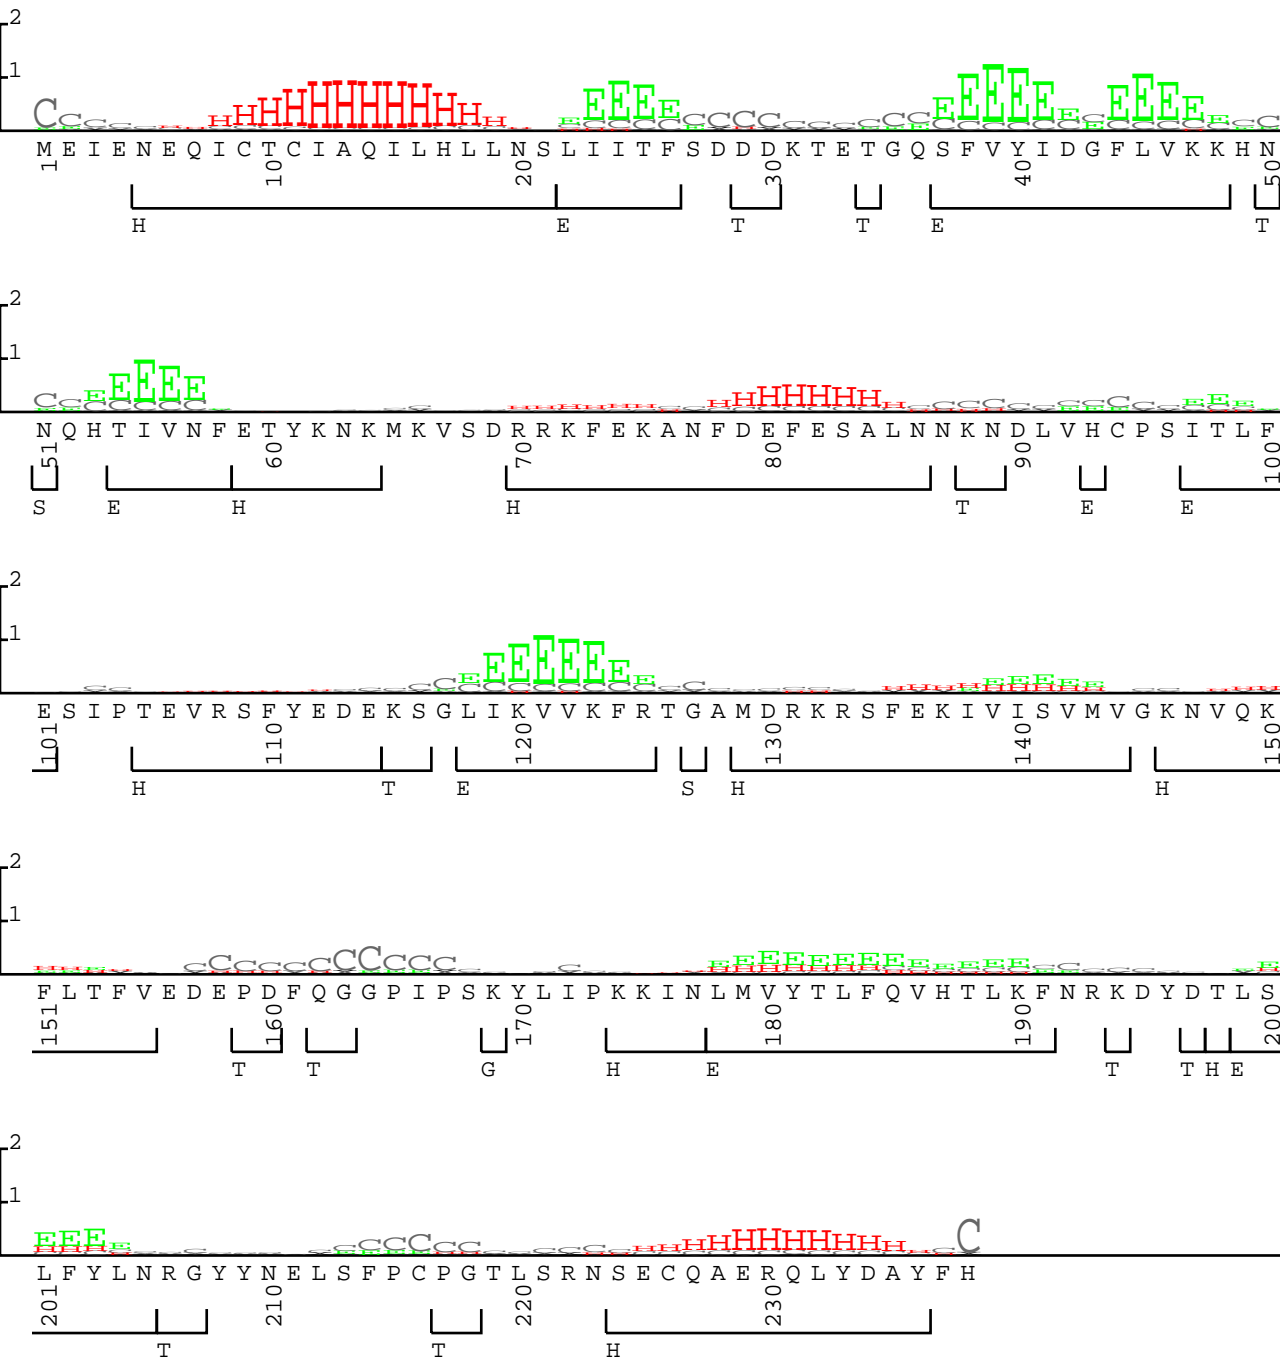 2
1
C C C C H H H H H H H H H H H H E E E E E C C C C C C C C C C E E E E E E C E E E E E C C
M E I E N E Q I C T C I A Q I L H L L N S L I I T F S D D D K T E T G Q S F V Y I D G F L V K K H N
1 10 20 30 40 50
H E T T E T
2
1
C C E E E E E H H H H H H H C C C C C C C C E E E
N Q H T I V N F E T Y K N K M K V S D R R K F E K A N F D E F E S A L N N K N D L V H C P S I T L F
51 60 70 80 90 100
S E H H T E E
2
1
C C E E E E E E E E C C E E E E
E S I P T E V R S F Y E D E K S G L I K V V K F R T G A M D R K R S F E K I V I S V M V G K N V Q K
101 110 120 130 140 150
H T E S H H
2
1
C C C C C C C C C C C E E E E E E E E E E E E E
F L T F V E D E P D F Q G G P I P S K Y L I P K K I N L M V Y T L F Q V H T L K F N R K D Y D T L S
151 160 170 180 190 200
T T G H E T T H E
2
1
E E E E C C C C C H H H H H H H H H C
L F Y L N R G Y Y N E L S F P C P G T L S R N S E C Q A E R Q L Y D A Y F H
201 210 220 230
T T H